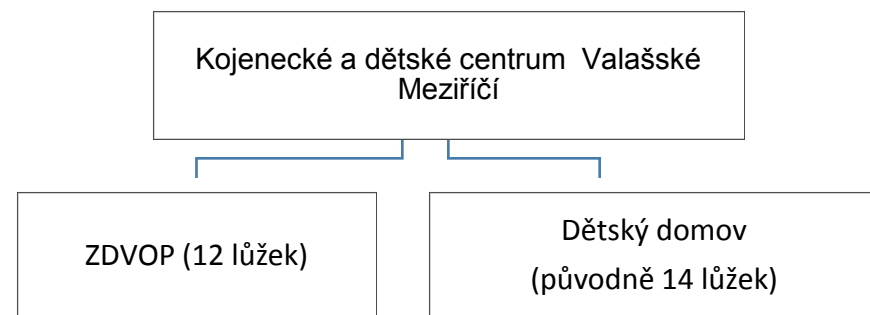 Kojenecké a dětské centrum  Valašské
Meziříčí
ZDVOP (12 lůžek)
Dětský domov
(původně 14 lůžek)